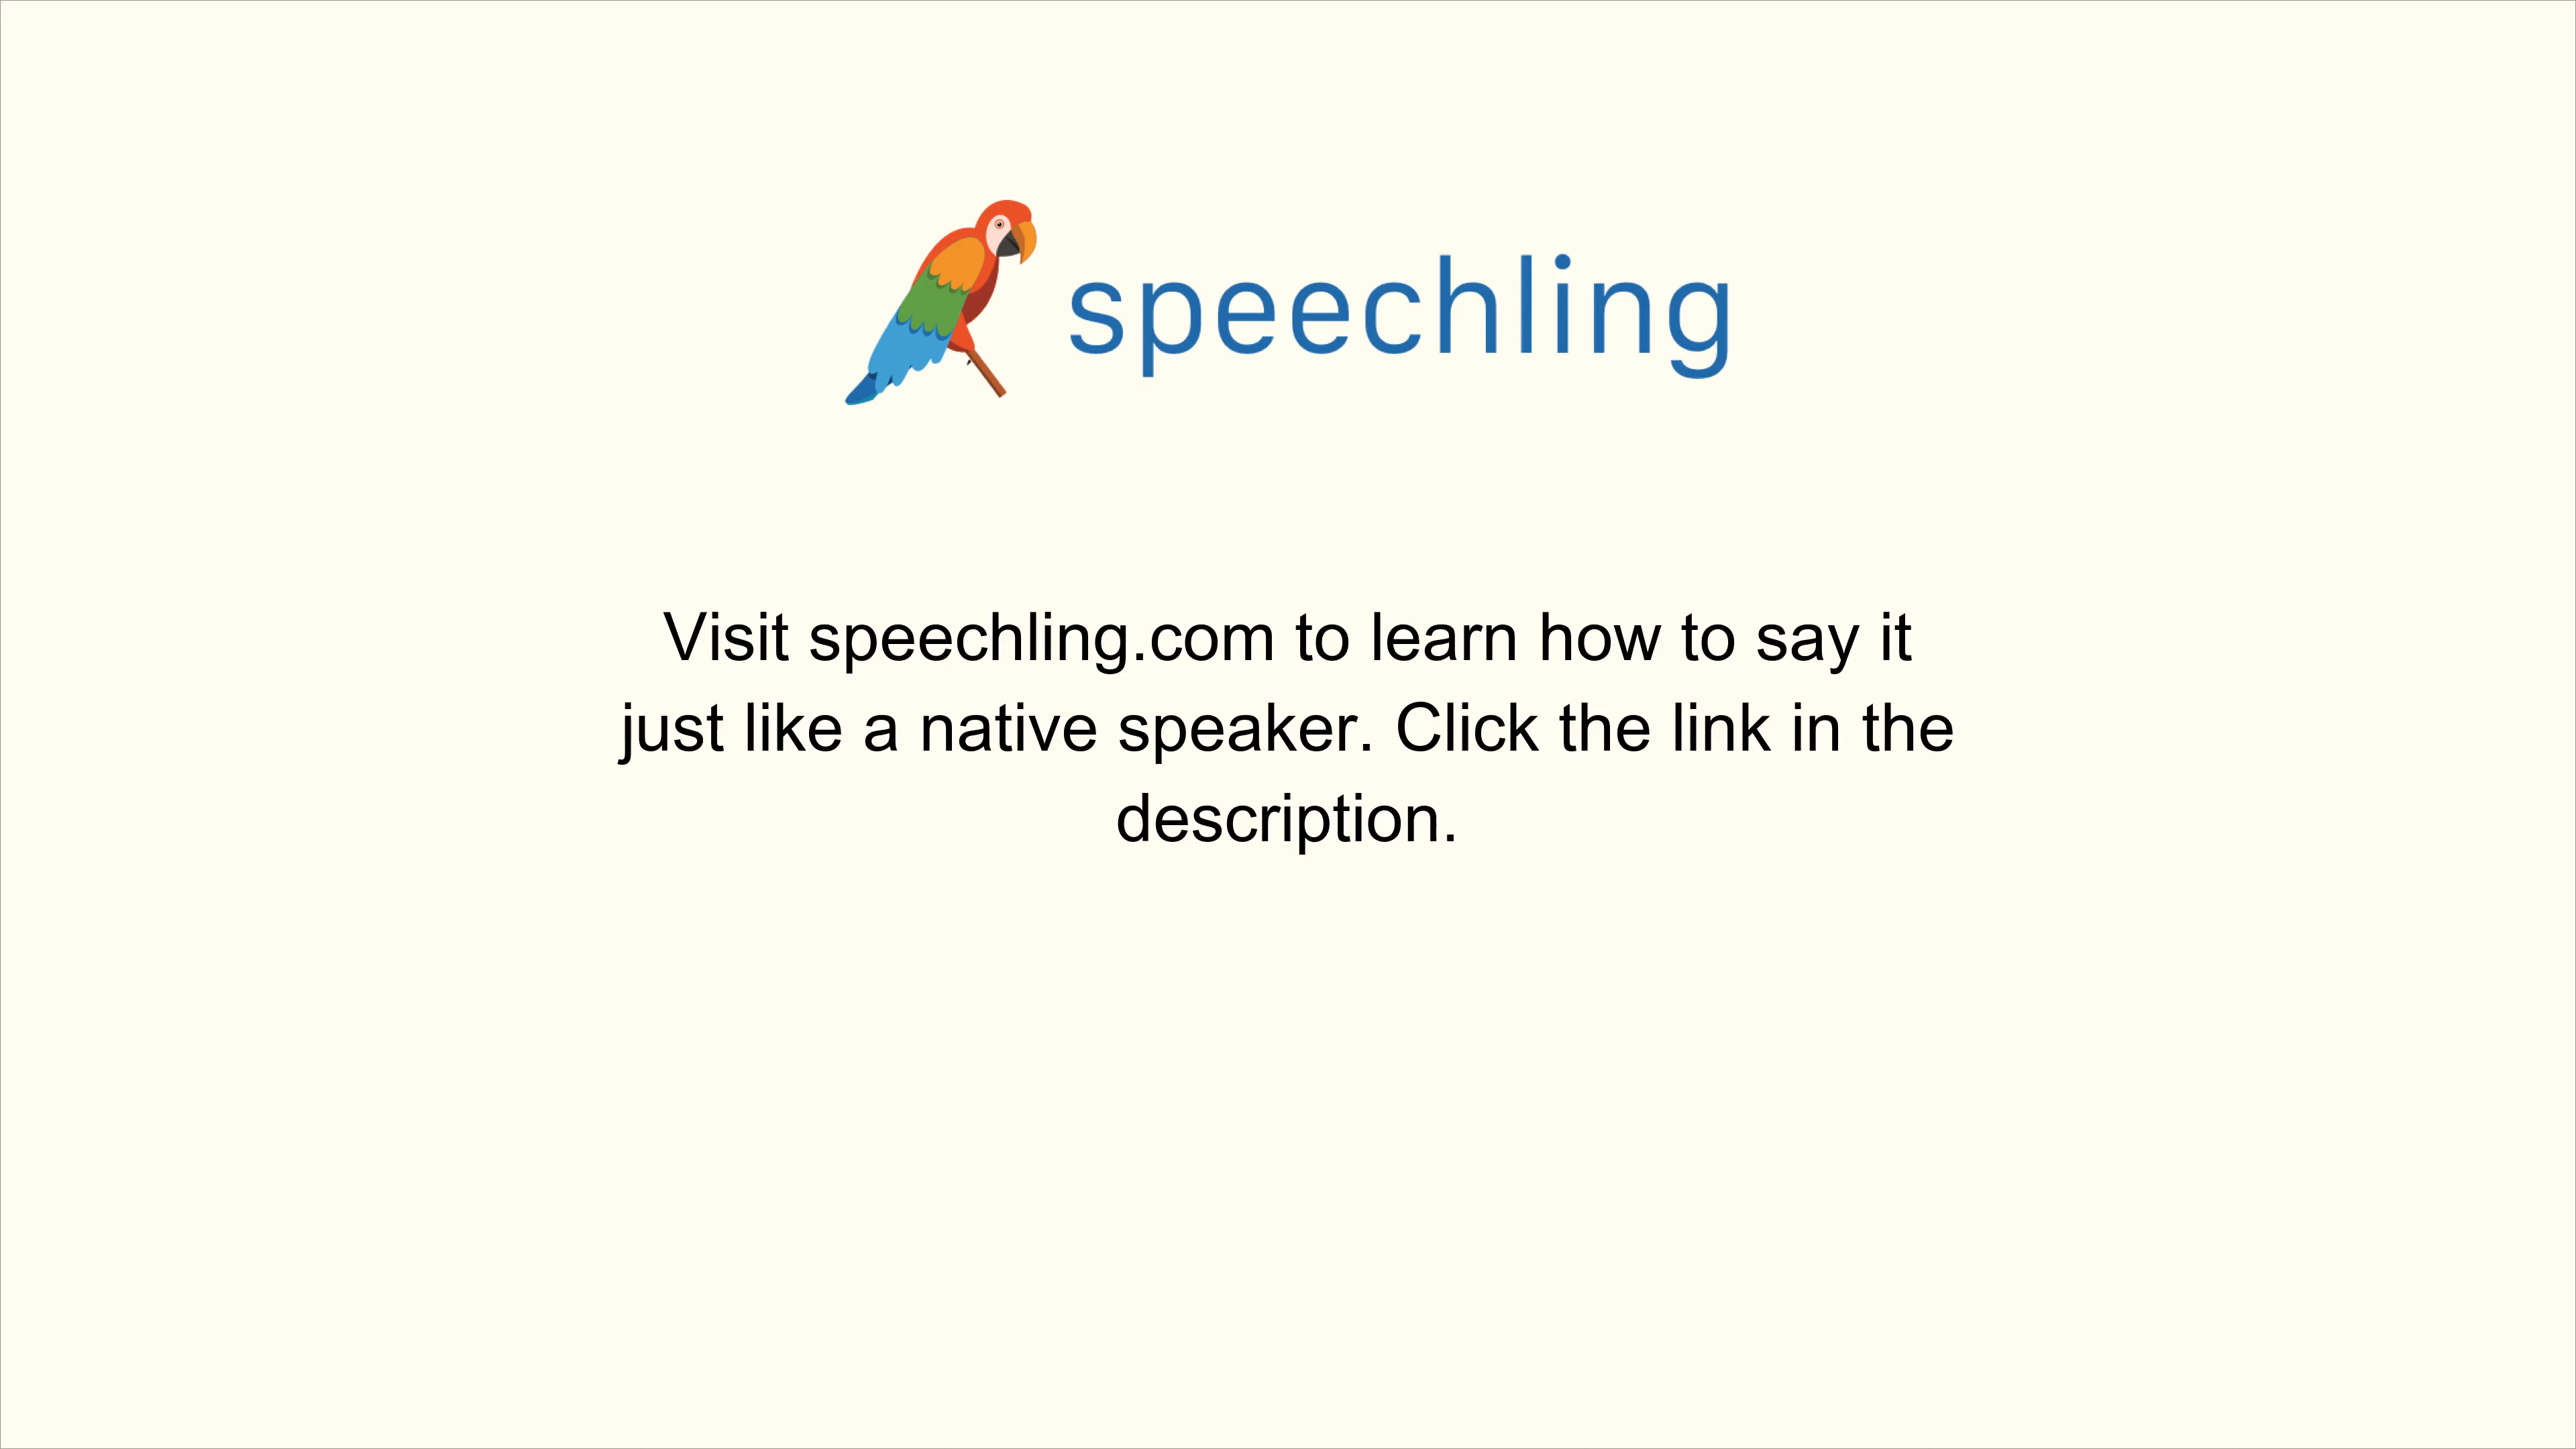 speechling
Visit speechling.com to learn how to say it
just like a native speaker. Click the link in the
description.